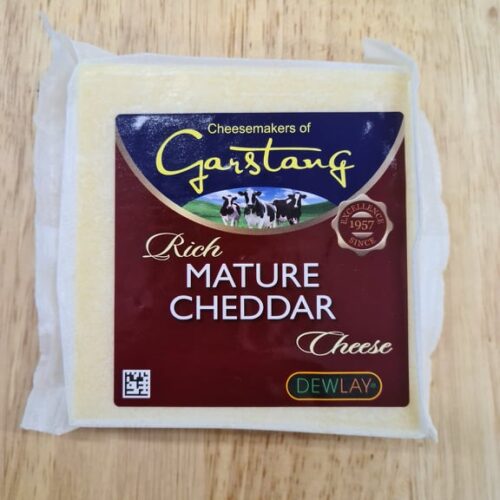 Cheesemakers of
Garstang
EXCELLENCE
1957
SINCE
Rich
MATURE
CHEDDAR
Cheese
DEWLAY®